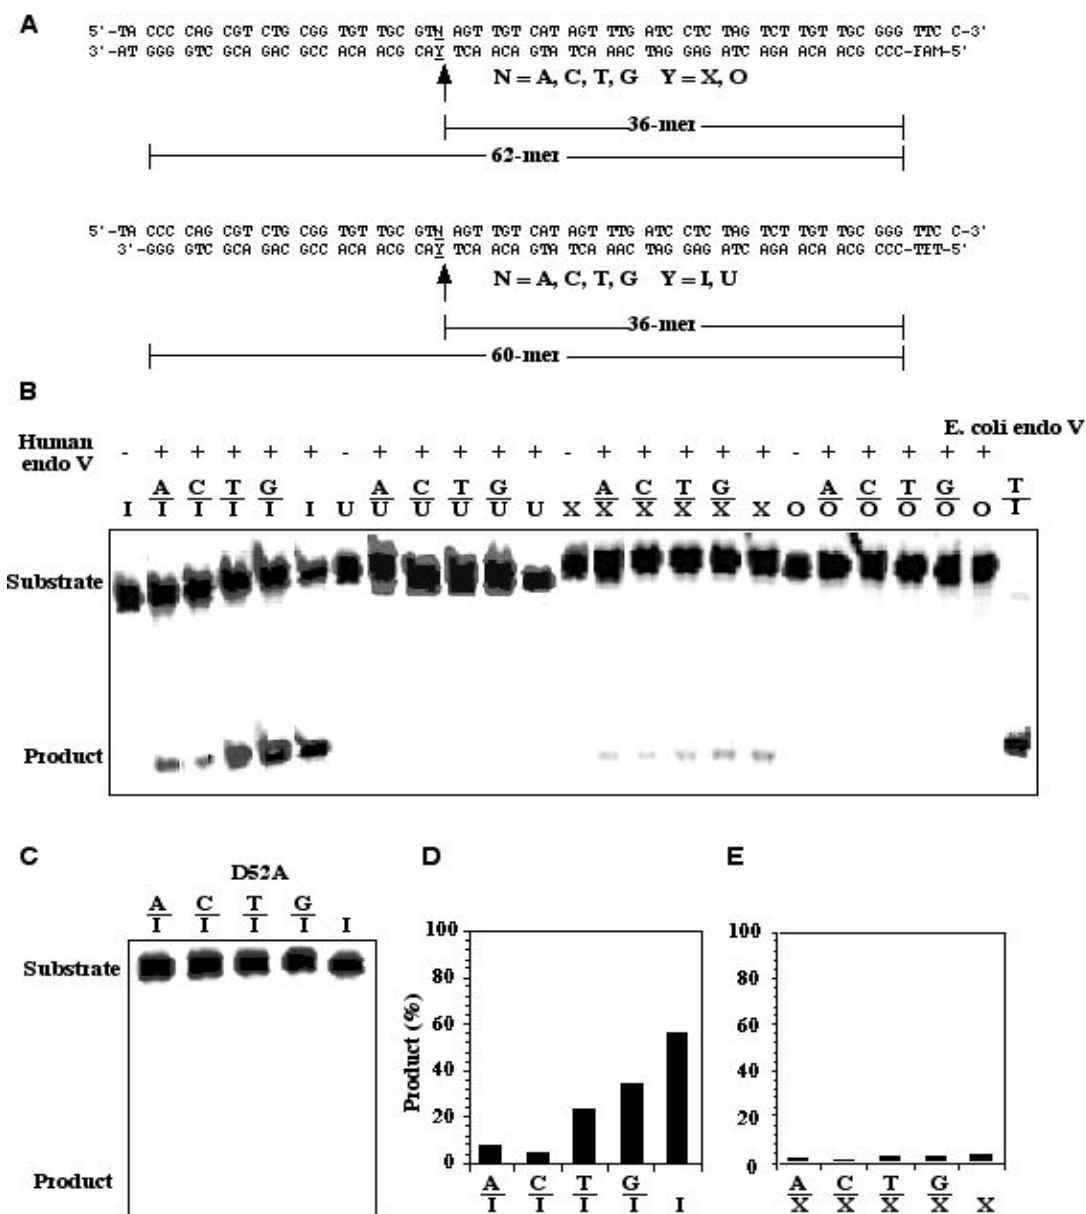 A
5'-TA CCC CAG CGT CTG CGG TGT TGC GTN AGT TGT CAT AGT TTG ATC CTC TAG TCT TGT TGC GGG TTC C-3'
3'-AT GGG GTC GCA GAC GCC ACA ACG CAY TCA ACA GTA TCA AAC TAG GAG ATC AGA ACA ACG CCC-FAM-5'
N = A, C, T, G Y = X, O
36-mer
62-mer
5'-TA CCC CAG CGT CTG CGG TGT TGC GTN AGT TGT CAT AGT TTG ATC CTC TAG TCT TGT TGC GGG TTC C-3'
3'-GGG GTC GCA GAC GCC ACA ACG CAY TCA ACA GTA TCA AAC TAG GAG ATC AGA ACA ACG CCC-TET-5'
N = A, C, T, G Y = I, U
36-mer
60-mer
B
E. coli endo V
Human endo V - + + + + + - + + + + + - + + + + + - + + + + +
A C T G A C T G A C T G A C T G T
I I I I I I U U U U U U X X X X X X O O O O O O I
Substrate
Product
C
D52A
A C T G
I I I I I
Substrate
Product
D
Product (%)
100
80
60
40
20
0
A C T G
I I I I I
E
100
80
60
40
20
0
A C T G
X X X X X